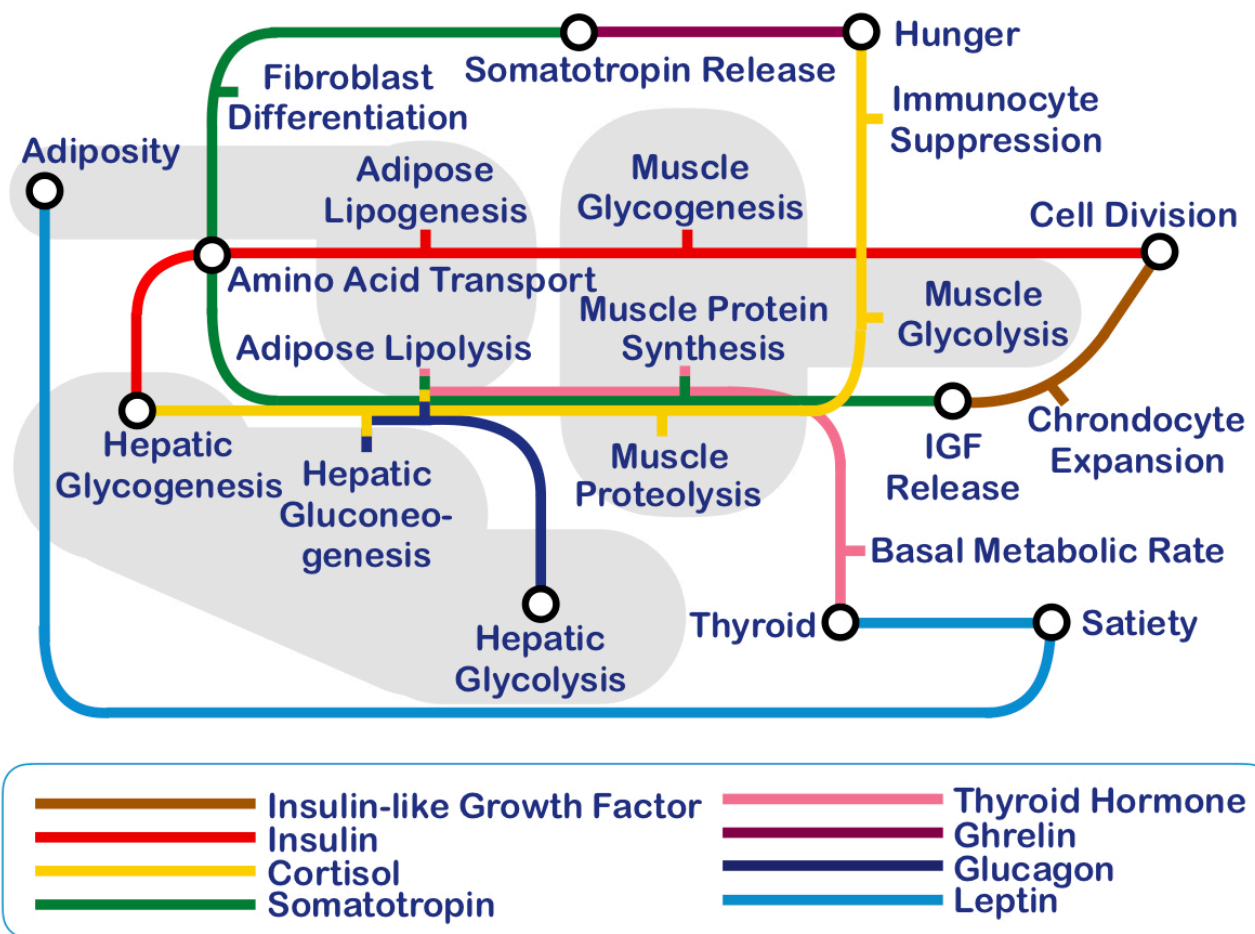 Hunger
Somatotropin Release
Fibroblast
Differentiation
Immunocyte
Suppression
Adiposity
Adipose
Lipogenesis
Muscle
Glycogenesis
Cell Division
Amino Acid Transport
Muscle Protein
Synthesis
Muscle
Glycolysis
Adipose Lipolysis
Hepatic
Glycogenesis
Hepatic
Gluconeo-
genesis
Muscle
Proteolysis
IGF
Release
Chrondocyte
Expansion
Basal Metabolic Rate
Thyroid
Satiety
Hepatic
Glycolysis
Insulin-like Growth Factor
Insulin
Cortisol
Somatotropin
Thyroid Hormone
Ghrelin
Glucagon
Leptin